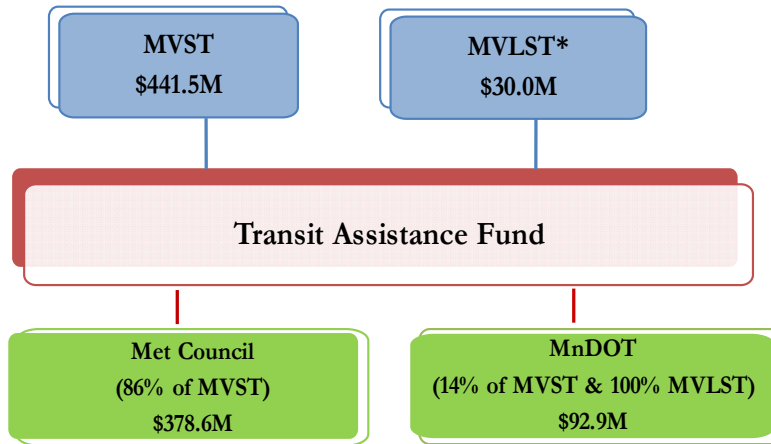 MVST
$441.5M
MVLST*
$30.0M
Transit Assistance Fund
Met Council
(86% of MVST)
$378.6M
MnDOT
(14% of MVST & 100% MVLST)
$92.9M